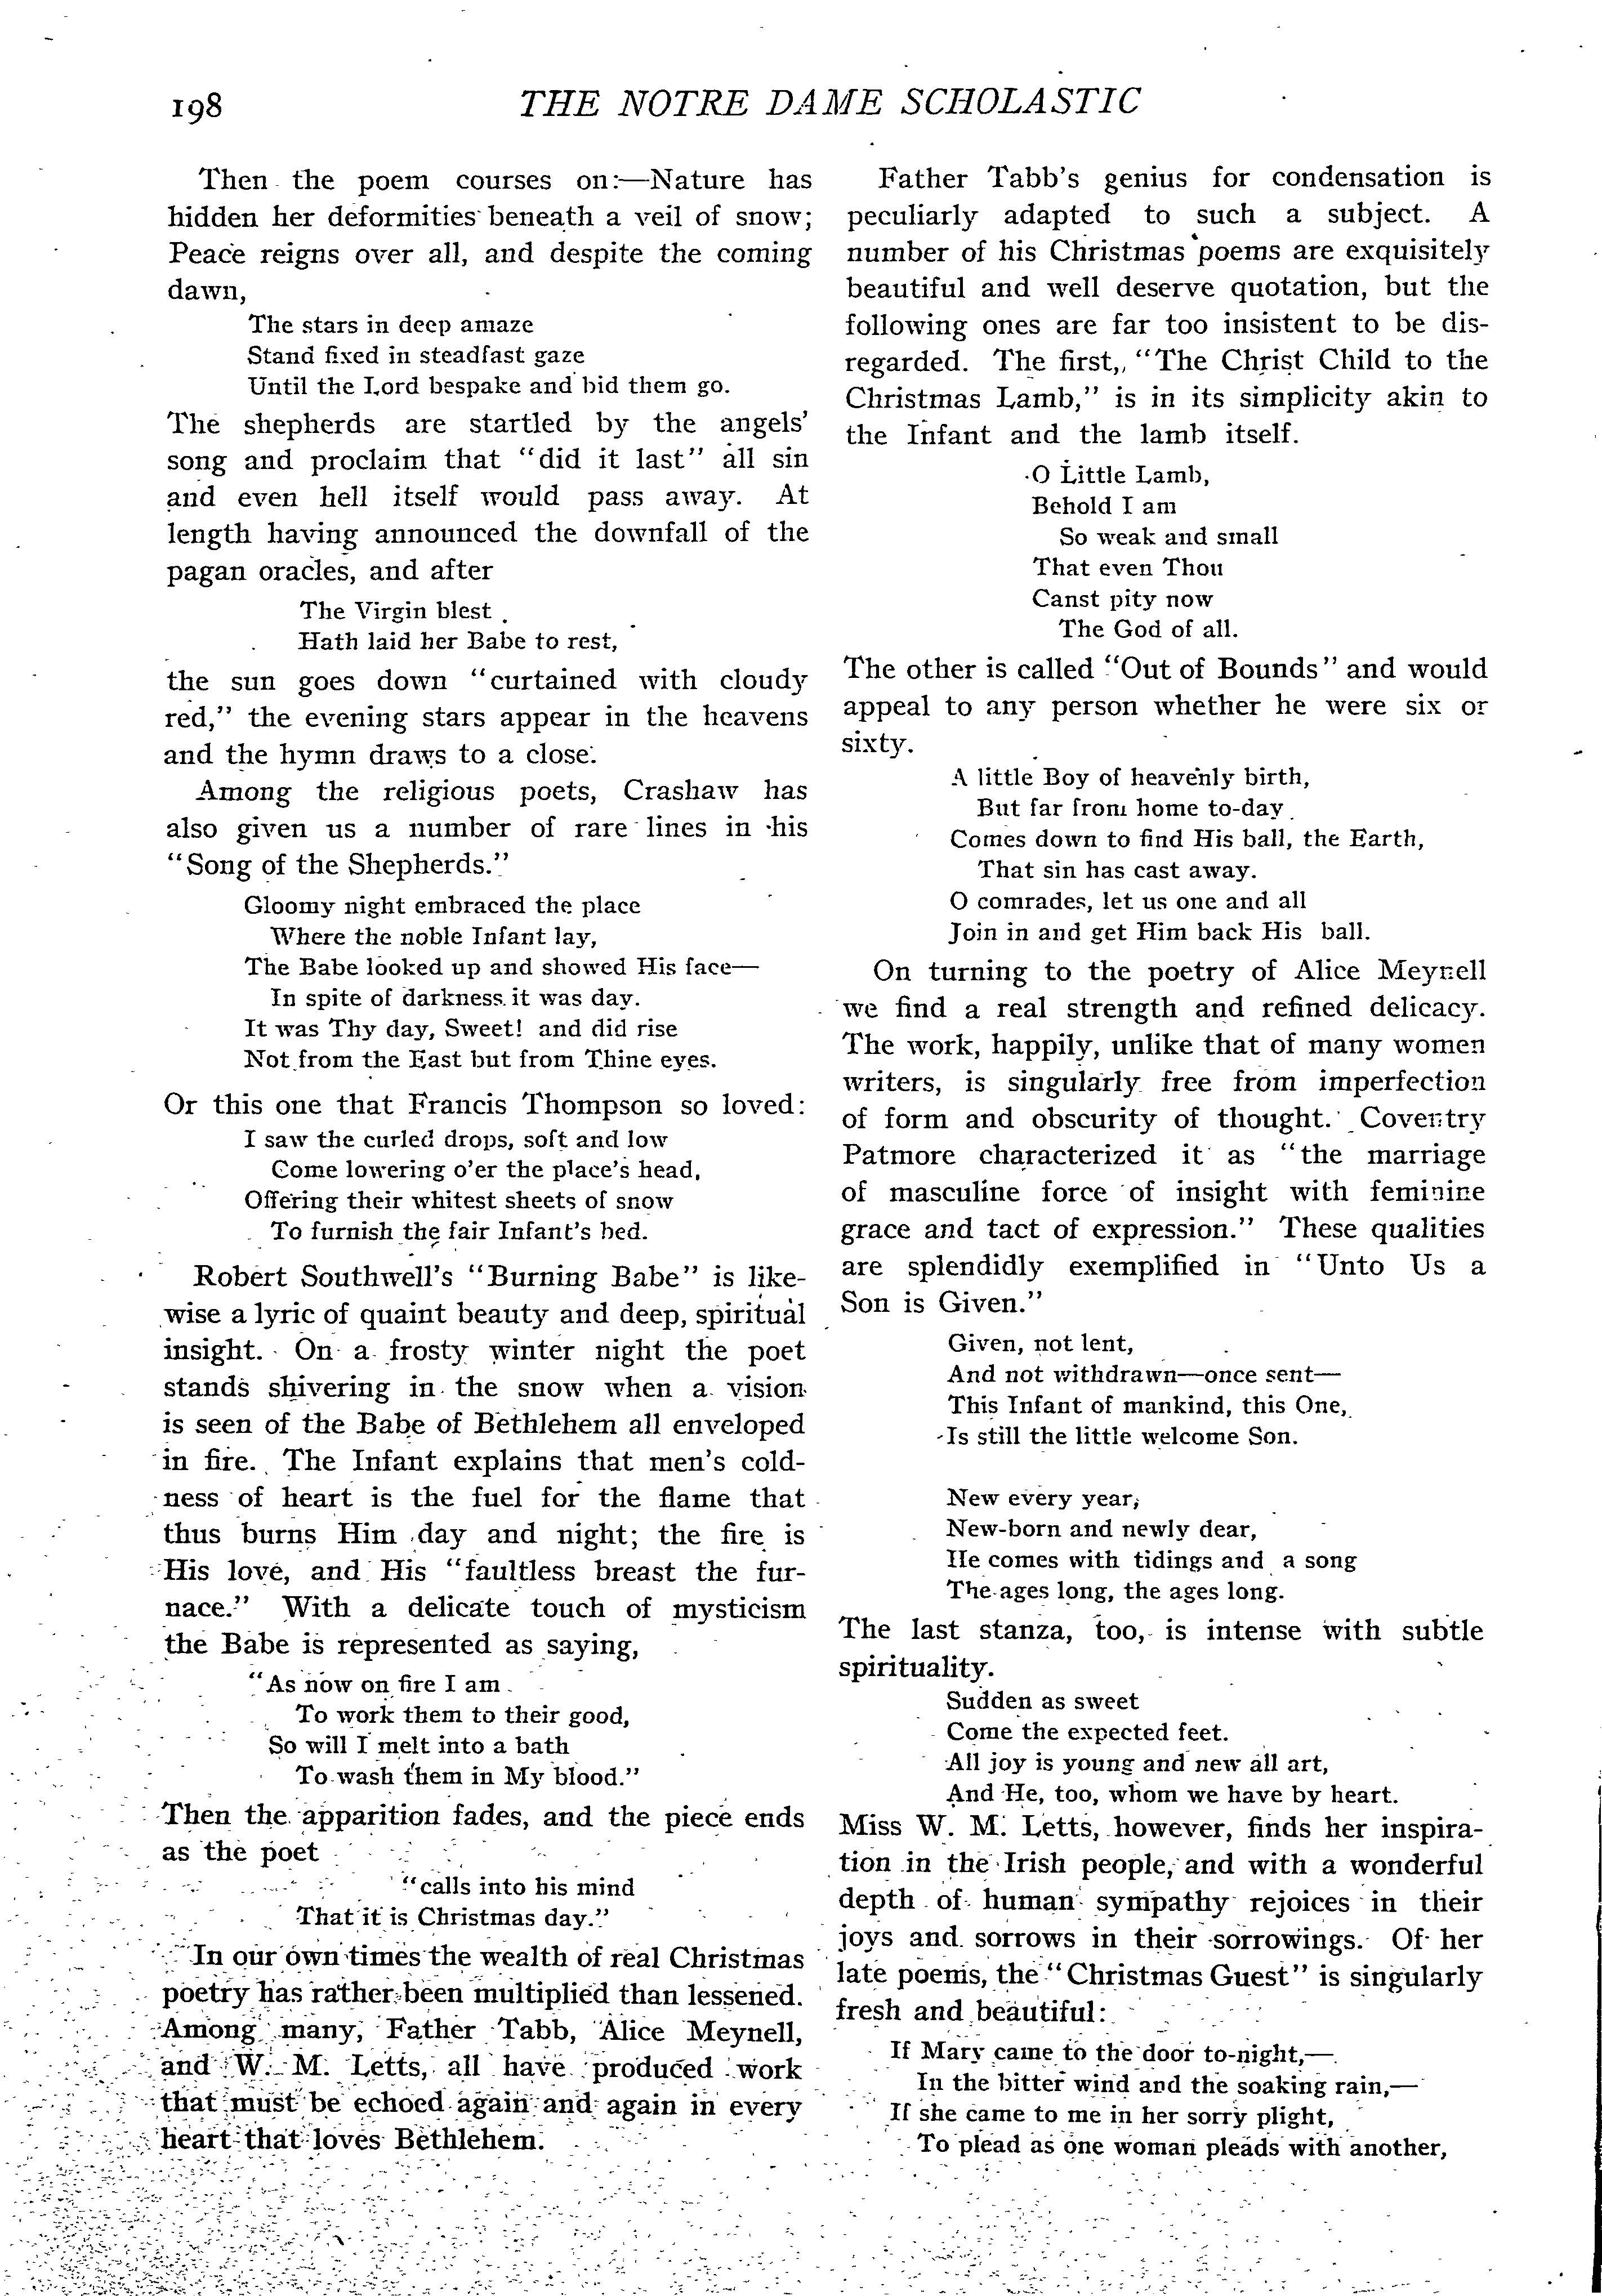 198
THE NOTRE DAME SCHOLASTIC
Then the poem courses on:—Nature has
hidden her deformities beneath a veil of snow;
Peace reigns over all, and despite the coming
dawn,
The stars in deep amaze
Stand fixed in steadfast gaze
Until the Lord bespake and bid them go.
The shepherds are startled by the angels'
song and proclaim that "did it last" all sin
and even hell itself would pass away. At
length having announced the downfall of the
pagan oracles, and after
The Virgin blest
Hath laid her Babe to rest,
the sun goes down "curtained with cloudy
red," the evening stars appear in the heavens
and the hymn draws to a close.
Among the religious poets, Crashaw has
also given us a number of rare lines in his
"Song of the Shepherds."
Gloomy night embraced the place
Where the noble Infant lay,
The Babe looked up and showed His face—
In spite of darkness it was day.
It was Thy day, Sweet! and did rise
Not from the East but from Thine eyes.
Or this one that Francis Thompson so loved:
I saw the curled drops, soft and low
Come lowering o'er the place's head,
Offering their whitest sheets of snow
To furnish the fair Infant's bed.
Robert Southwell's "Burning Babe" is like-
wise a lyric of quaint beauty and deep, spiritual
insight. On a frosty winter night the poet
stands shivering in the snow when a vision
is seen of the Babe of Bethlehem all enveloped
in fire. The Infant explains that men's cold-
ness of heart is the fuel for the flame that
thus burns Him day and night; the fire is
His love, and His "faultless breast the fur-
nace." With a delicate touch of mysticism
the Babe is represented as saying,
"As now on fire I am
To work them to their good,
So will I melt into a bath
To wash them in My blood."
Then the apparition fades, and the piece ends
as the poet
"calls into his mind
That it is Christmas day."
In our own times the wealth of real Christmas
poetry has rather been multiplied than lessened.
Among many, Father Tabb, Alice Meynell,
and W. M. Letts, all have produced work
that must be echoed again and again in every
heart that loves Bethlehem.
Father Tabb's genius for condensation is
peculiarly adapted to such a subject. A
number of his Christmas poems are exquisitely
beautiful and well deserve quotation, but the
following ones are far too insistent to be dis-
regarded. The first, "The Christ Child to the
Christmas Lamb," is in its simplicity akin to
the Infant and the lamb itself.
O Little Lamb,
Behold I am
So weak and small
That even Thou
Canst pity now
The God of all.
The other is called "Out of Bounds" and would
appeal to any person whether he were six or
sixty.
A little Boy of heavenly birth,
But far from home to-day
Comes down to find His ball, the Earth,
That sin has cast away.
O comrades, let us one and all
Join in and get Him back His ball.
On turning to the poetry of Alice Meynell
we find a real strength and refined delicacy.
The work, happily, unlike that of many women
writers, is singularly free from imperfection
of form and obscurity of thought. Coventry
Patmore characterized it as "the marriage
of masculine force of insight with feminine
grace and tact of expression." These qualities
are splendidly exemplified in "Unto Us a
Son is Given."
Given, not lent,
And not withdrawn—once sent—
This Infant of mankind, this One,
Is still the little welcome Son.
New every year,
New-born and newly dear,
He comes with tidings and a song
The ages long, the ages long.
The last stanza, too, is intense with subtle
spirituality.
Sudden as sweet
Come the expected feet.
All joy is young and new all art,
And He, too, whom we have by heart.
Miss W. M. Letts, however, finds her inspira-
tion in the Irish people, and with a wonderful
depth of human sympathy rejoices in their
joys and sorrows in their sorrowings. Of her
late poems, the "Christmas Guest" is singularly
fresh and beautiful:
If Mary came to the door to-night,—
In the bitter wind and the soaking rain,—
If she came to me in her sorry plight,
To plead as one woman pleads with another,